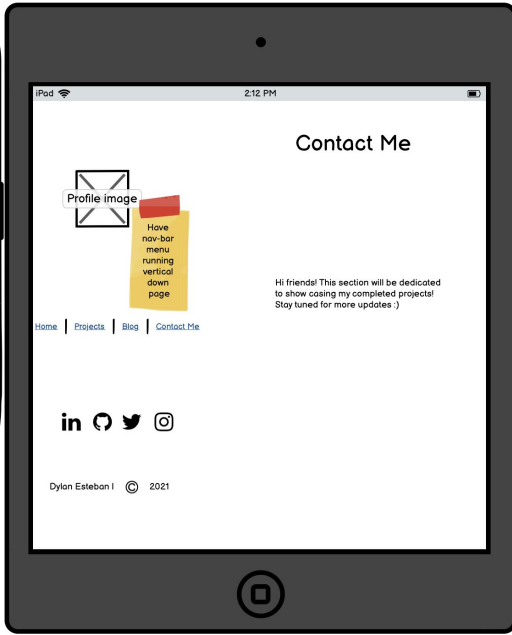 iPad
2:12 PM
Contact Me
Profile image
Have
nav-bar
menu
running
vertical
down
page
Hi friends! This section will be dedicated
to show casing my completed projects!
Stay tuned for more updates :)
Home | Projects | Blog | Contact Me
in
Dylan Esteban I © 2021